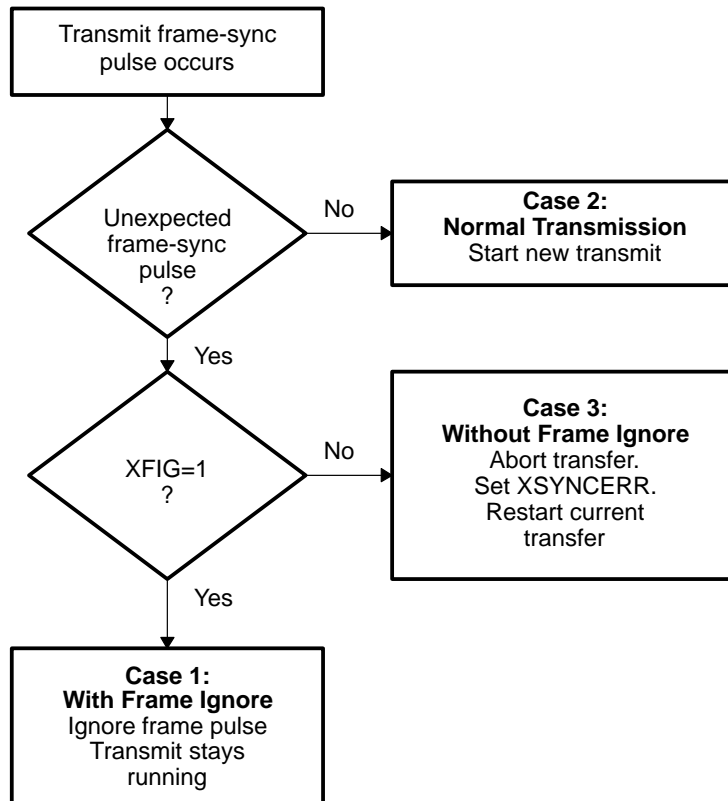 Transmit frame-sync
pulse occurs
Unexpected
frame-sync
pulse
?
No
Case 2:
Normal Transmission
Start new transmit
Yes
XFIG=1
?
No
Case 3:
Without Frame Ignore
Abort transfer.
Set XSYNCERR.
Restart current
transfer
Yes
Case 1:
With Frame Ignore
Ignore frame pulse
Transmit stays
running